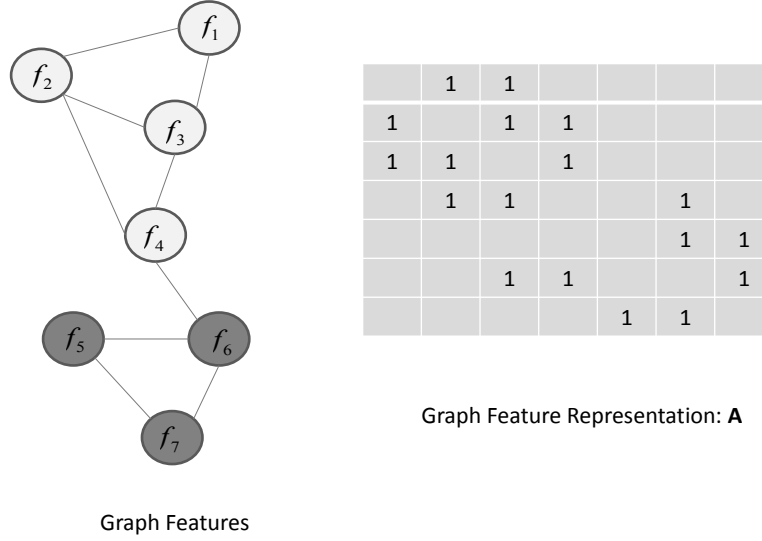 f1
f2
f3
f4
f5
f6
f7
1 1
1 1 1
1 1 1
1 1 1
1 1
1 1 1
1 1
Graph Feature Representation: A
Graph Features